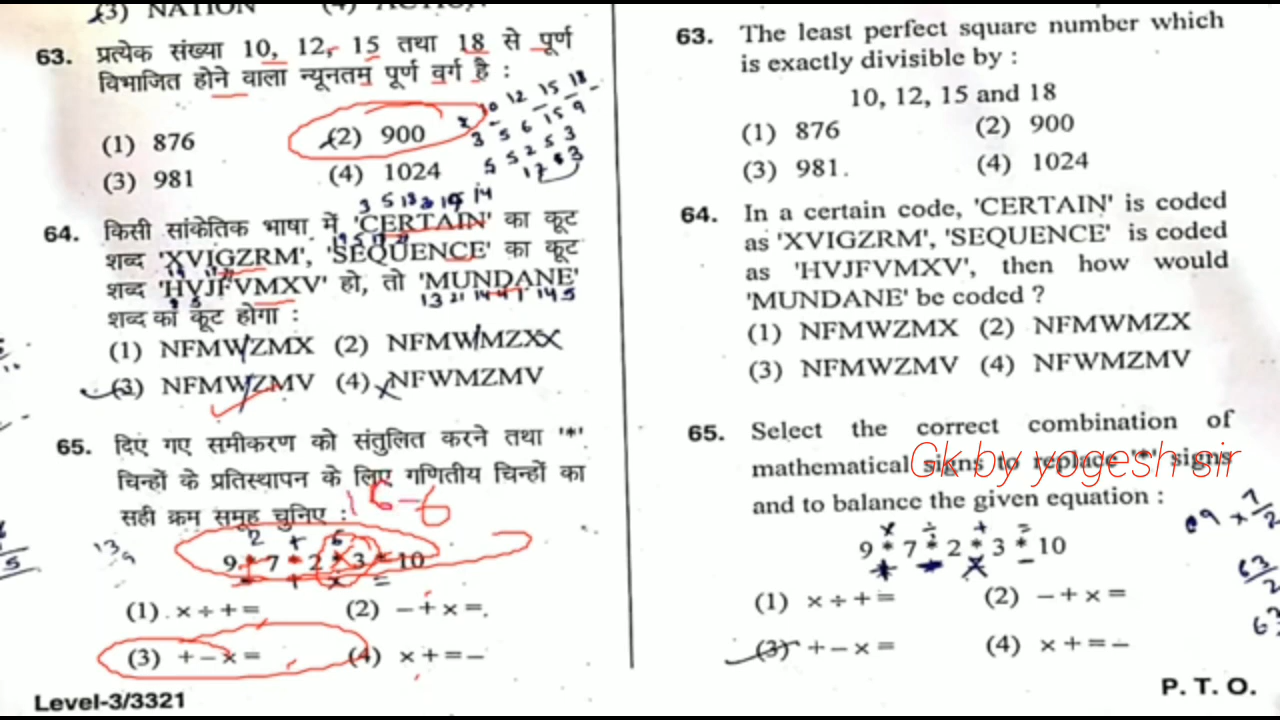 (3) NATION (4) ACTION
63. प्रत्येक संख्या 10, 12, 15 तथा 18 से पूर्ण
विभाजित होने वाला न्यूनतम पूर्ण वर्ग है :
(1) 876 (2) 900
(3) 981 (4) 1024
64. किसी सांकेतिक भाषा में 'CERTAIN' का कूट
शब्द 'XVIGZRM', 'SEQUENCE' का कूट
शब्द 'HVJFVMXV' हो, तो 'MUNDANE'
शब्द का कूट होगा :
(1) NFMWZMX (2) NFMWMZX
(3) NFMWZMV (4) NFWMZMV
65. दिए गए समीकरण को संतुलित करने तथा '*'
चिन्हों के प्रतिस्थापन के लिए गणितीय चिन्हों का
सही क्रम समूह चुनिए :
9 * 7 * 2 * 3 * 10
(1) × ÷ + = (2) − + × =
(3) + − × = (4) × + = −
Level-3/3321
63. The least perfect square number which
is exactly divisible by :
10, 12, 15 and 18
(1) 876 (2) 900
(3) 981. (4) 1024
64. In a certain code, 'CERTAIN' is coded
as 'XVIGZRM', 'SEQUENCE' is coded
as 'HVJFVMXV', then how would
'MUNDANE' be coded ?
(1) NFMWZMX (2) NFMWMZX
(3) NFMWZMV (4) NFWMZMV
65. Select the correct combination of
mathematical signs to replace '*' signs
Gk by yogesh sir
and to balance the given equation :
9 * 7 * 2 * 3 * 10
(1) × ÷ + = (2) − + × =
(3) + − × = (4) × + = −
P. T. O.